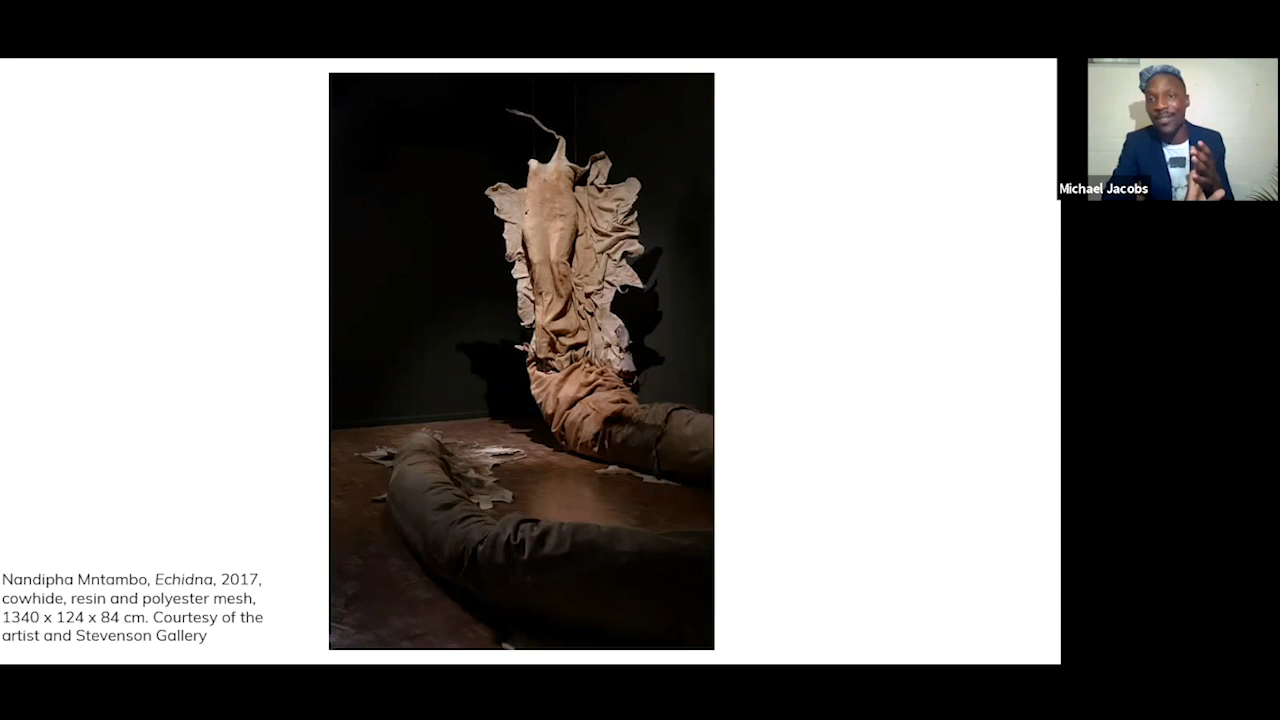 Michael Jacobs
Nandipha Mntambo, Echidna, 2017,
cowhide, resin and polyester mesh,
1340 x 124 x 84 cm. Courtesy of the
artist and Stevenson Gallery